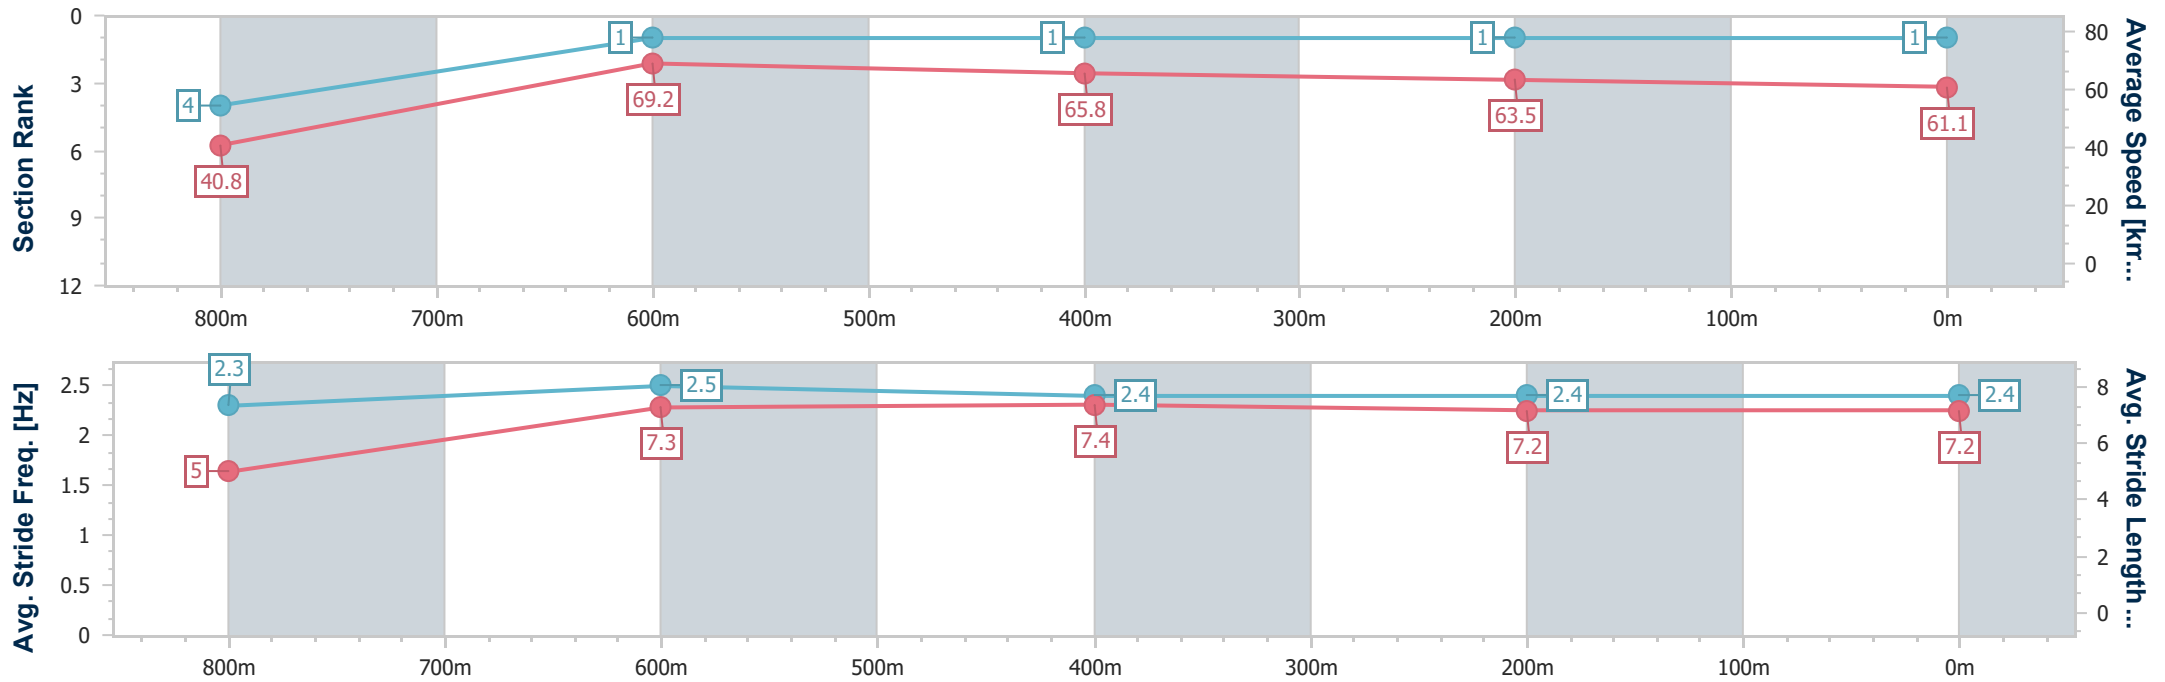 Section Rank
0
3
6
9
12
4
1
1
1
1
40.8
69.2
65.8
63.5
61.1
80
60
40
20
0
Average Speed [km...
800m
700m
600m
500m
400m
300m
200m
100m
0m
Avg. Stride Freq. [Hz]
2.5
2
1.5
1
0.5
0
2.3
2.5
2.4
2.4
2.4
5
7.3
7.4
7.2
7.2
8
6
4
2
0
Avg. Stride Length ...
800m
700m
600m
500m
400m
300m
200m
100m
0m